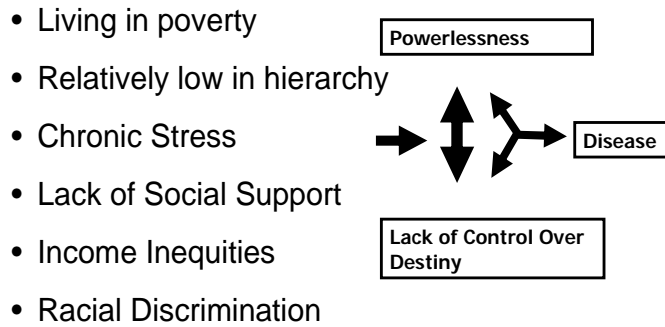 • Living in poverty
• Relatively low in hierarchy
• Chronic Stress
• Lack of Social Support
• Income Inequities
• Racial Discrimination
Powerlessness
Disease
Lack of Control Over
Destiny